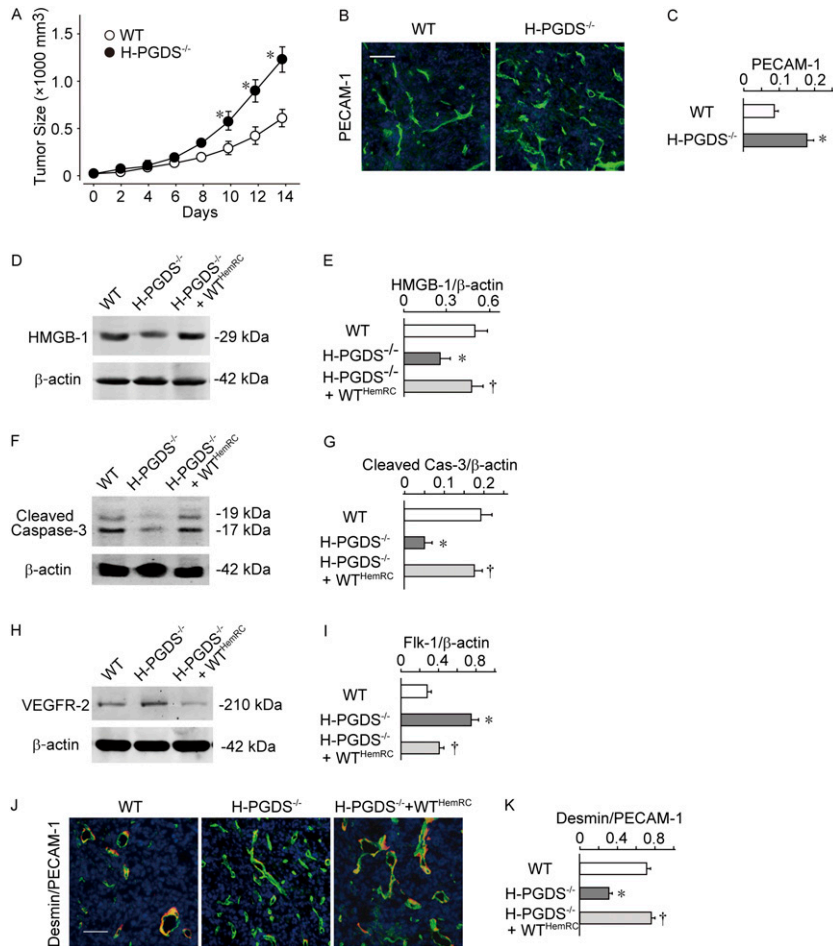 A
Tumor Size (×1000 mm3)
WT
H-PGDS-/-
1.5
1.0
0.5
0
*
*
*
0 2 4 6 8 10 12 14
Days
B
WT
H-PGDS-/-
PECAM-1
C
PECAM-1
0 0.1 0.2
WT
H-PGDS-/-
*
D
WT
H-PGDS-/-
H-PGDS-/-
+ WTHemRC
HMGB-1
-29 kDa
β-actin
-42 kDa
E
HMGB-1/β-actin
0 0.3 0.6
WT
H-PGDS-/-
*
H-PGDS-/-
+ WTHemRC
†
F
WT
H-PGDS-/-
H-PGDS-/-
+ WTHemRC
Cleaved
Caspase-3
-19 kDa
-17 kDa
β-actin
-42 kDa
G
Cleaved Cas-3/β-actin
0 0.1 0.2
WT
H-PGDS-/-
*
H-PGDS-/-
+ WTHemRC
†
H
WT
H-PGDS-/-
H-PGDS-/-
+ WTHemRC
VEGFR-2
-210 kDa
β-actin
-42 kDa
I
Flk-1/β-actin
0 0.4 0.8
WT
H-PGDS-/-
*
H-PGDS-/-
+ WTHemRC
†
J
WT
H-PGDS-/-
H-PGDS-/-+WTHemRC
Desmin/PECAM-1
K
Desmin/PECAM-1
0 0.4 0.8
WT
H-PGDS-/-
*
H-PGDS-/-
+ WTHemRC
†